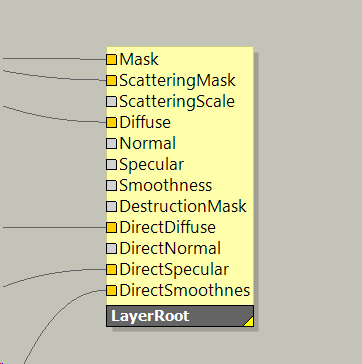 Mask
ScatteringMask
ScatteringScale
Diffuse
Normal
Specular
Smoothness
DestructionMask
DirectDiffuse
DirectNormal
DirectSpecular
DirectSmoothnes
LayerRoot